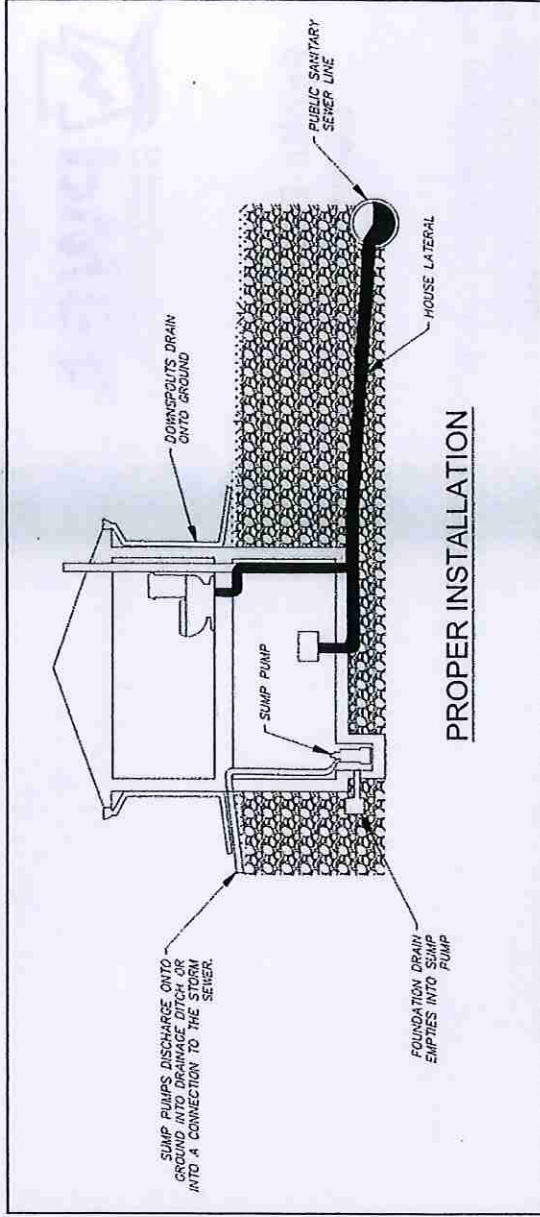 SUMP PUMPS DISCHARGE ONTO
GROUND INTO DRAINAGE DITCH OR
INTO A CONNECTION TO THE STORM
SEWER.
DOWNSPOUTS DRAIN
ONTO GROUND
PUBLIC SANITARY
SEWER LINE
SUMP PUMP
HOUSE LATERAL
FOUNDATION DRAIN
EMPTIES INTO SUMP
PUMP
PROPER INSTALLATION